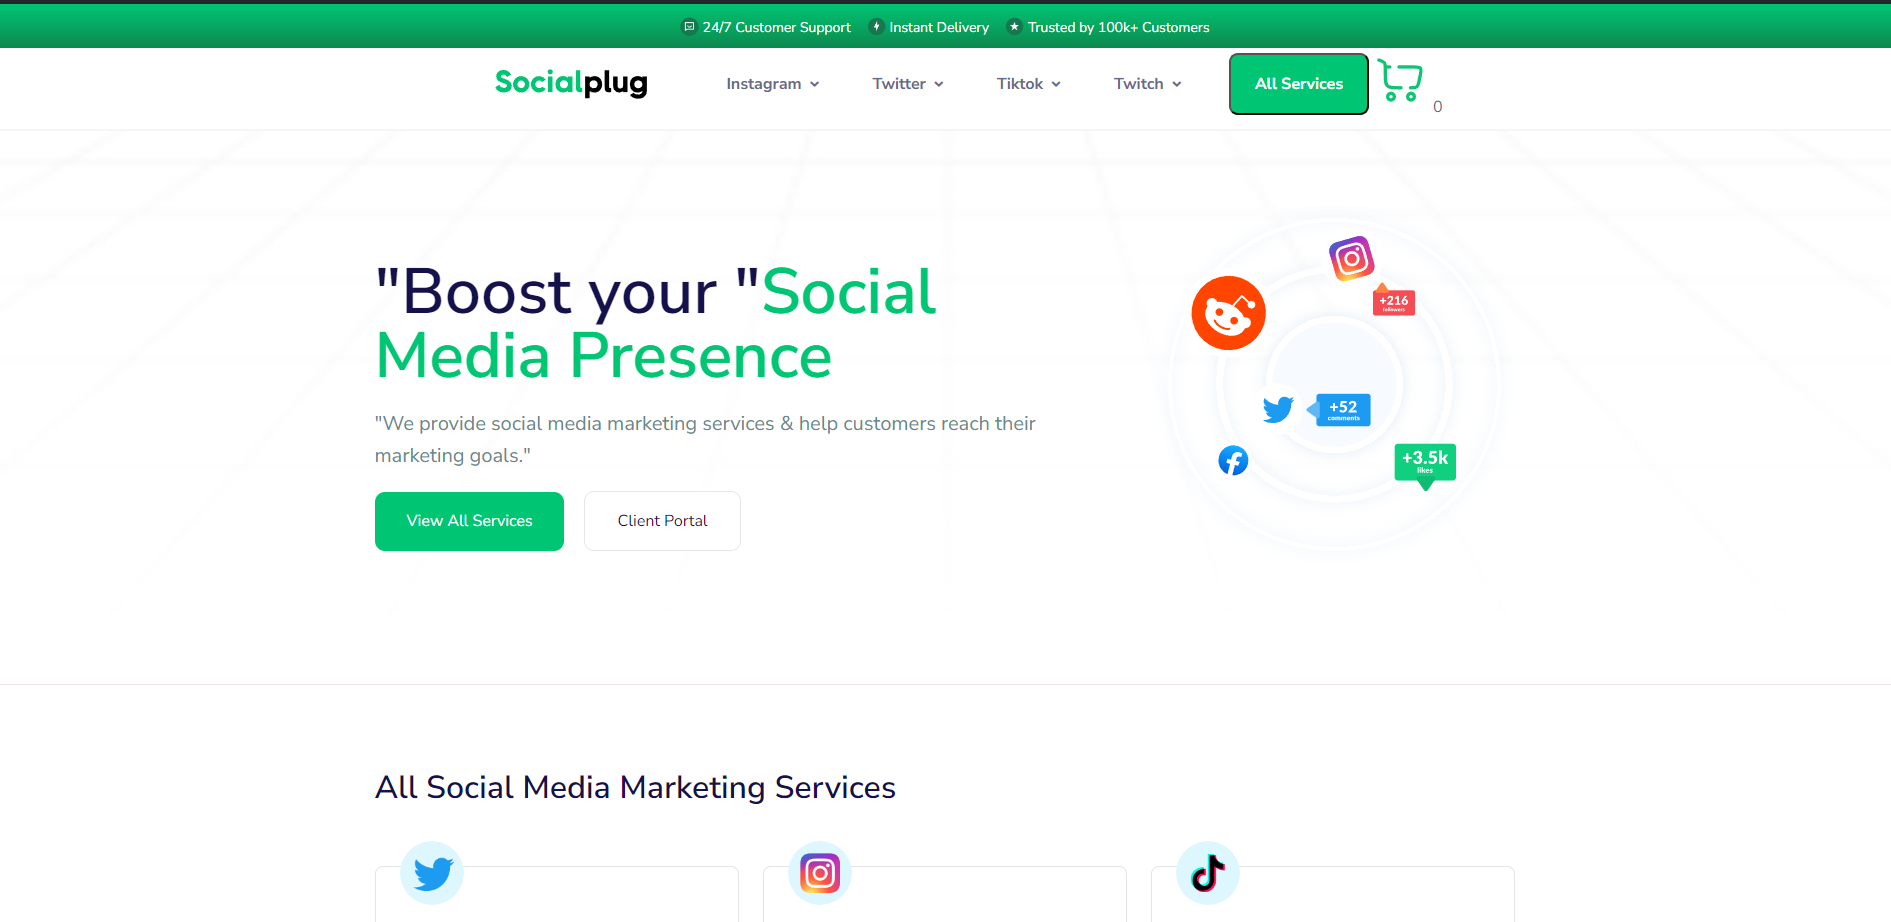 24/7 Customer Support Instant Delivery Trusted by 100k+ Customers
Socialplug Instagram Twitter Tiktok Twitch All Services 0
"Boost your "Social
Media Presence
"We provide social media marketing services & help customers reach their
marketing goals."
View All Services Client Portal
+216
followers
+52
comments
+3.5k
likes
All Social Media Marketing Services